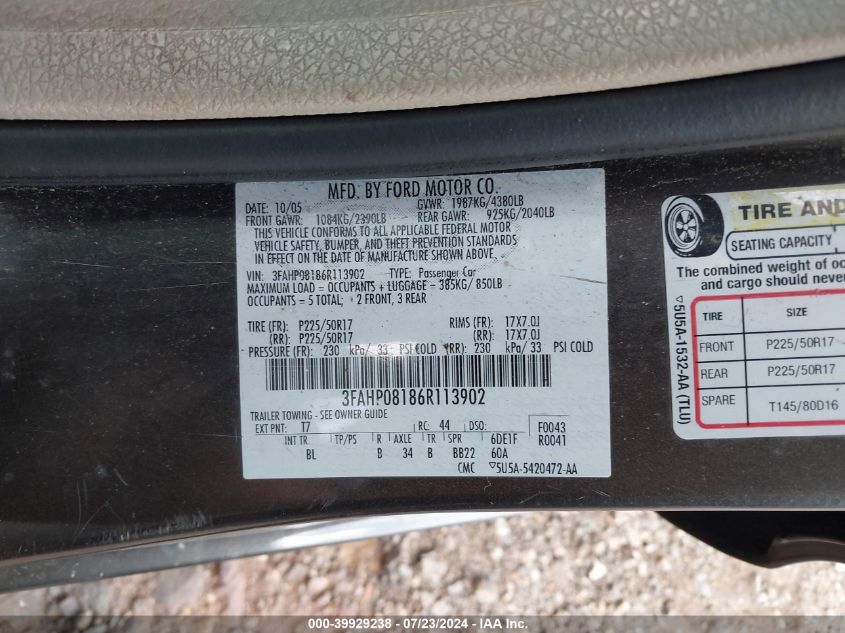 MFD. BY FORD MOTOR CO.
DATE: 10/05 GVWR: 1987KG/4380LB
FRONT GAWR: 1084KG/2390LB REAR GAWR: 925KG/2040LB
THIS VEHICLE CONFORMS TO ALL APPLICABLE FEDERAL MOTOR
VEHICLE SAFETY, BUMPER, AND THEFT PREVENTION STANDARDS
IN EFFECT ON THE DATE OF MANUFACTURE SHOWN ABOVE.
VIN: 3FAHP08186R113902 TYPE: Passenger Car
MAXIMUM LOAD = OCCUPANTS + LUGGAGE = 385KG/850LB
OCCUPANTS = 5 TOTAL; 2 FRONT, 3 REAR
TIRE (FR): P225/50R17 RIMS (FR): 17X7.0J
(RR): P225/50R17 (RR): 17X7.0J
PRESSURE (FR): 230 kPa/ 33 PSI COLD (RR): 230 kPa/ 33 PSI COLD
3FAHP08186R113902
TRAILER TOWING - SEE OWNER GUIDE
EXT PNT: T7 RC: 44 DSO: F0043
INT TR TP/PS R AXLE TR SPR 6DE1F R0041
BL B 34 B BB22 60A
CMC ▽5U5A-5420472-AA
TIRE AND
SEATING CAPACITY
The combined weight of oc
and cargo should never
TIRE SIZE
FRONT P225/50R17
REAR P225/50R17
SPARE T145/80D16
▽5U5A-1532-AA (TLU)
000-39929238 - 07/23/2024 - IAAI.com